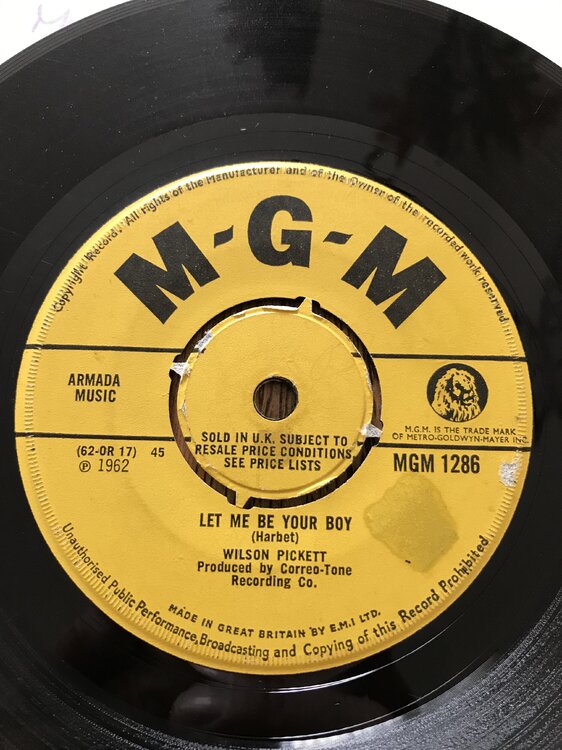 Copyright Record. All Rights of the Manufacturer and of the Owner of the recorded work reserved
M-G-M
ARMADA
MUSIC
M.G.M. IS THE TRADE MARK
OF METRO-GOLDWYN-MAYER INC.
(62-OR 17) 45
℗ 1962
SOLD IN U.K. SUBJECT TO
RESALE PRICE CONDITIONS,
SEE PRICE LISTS
MGM 1286
LET ME BE YOUR BOY
(Harbet)
WILSON PICKETT
Produced by Correo-Tone
Recording Co.
MADE IN GREAT BRITAIN BY E.M.I LTD.
Unauthorised Public Performance, Broadcasting and Copying of this Record Prohibited